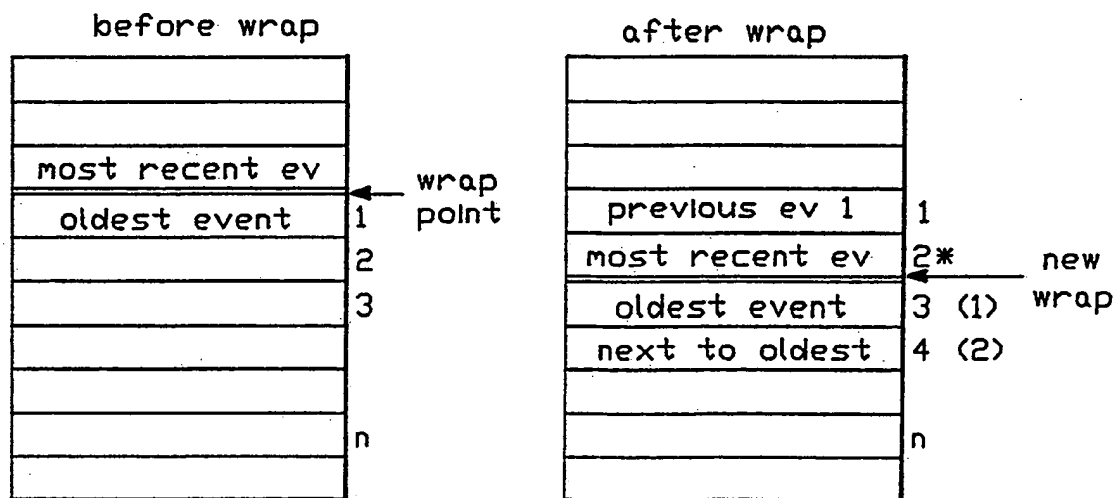 before wrap
most recent ev
wrap
point
oldest event 1
2
3
n
after wrap
previous ev 1 1
most recent ev 2*
new
wrap
oldest event 3 (1)
next to oldest 4 (2)
n